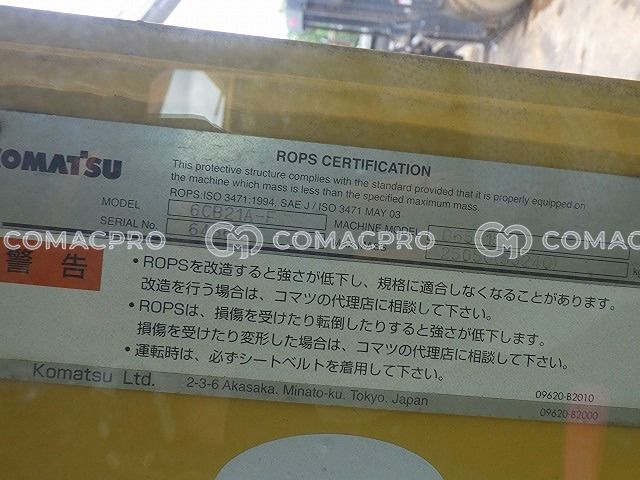 KOMATSU
ROPS CERTIFICATION
This protective structure complies with the standard provided that it is properly equipped on
the machine which mass is less than the specified maximum mass.
ROPS:ISO 3471:1994, SAE J / ISO 3471 MAY 03
MODEL 6CB21A-F MACHINE MODEL
SERIAL No.
COMACPRO COMACPRO COMACPRO
警告
・ROPSを改造すると強さが低下し、規格に適合しなくなることがあります。
改造を行う場合は、コマツの代理店に相談して下さい。
・ROPSは、損傷を受けたり転倒したりすると強さが低下します。
損傷を受けたり変形した場合は、コマツの代理店に相談して下さい。
・運転時は、必ずシートベルトを着用して下さい。
Komatsu Ltd. 2-3-6 Akasaka. Minato-ku. Tokyo. Japan
09620-B2010
09620-B2000